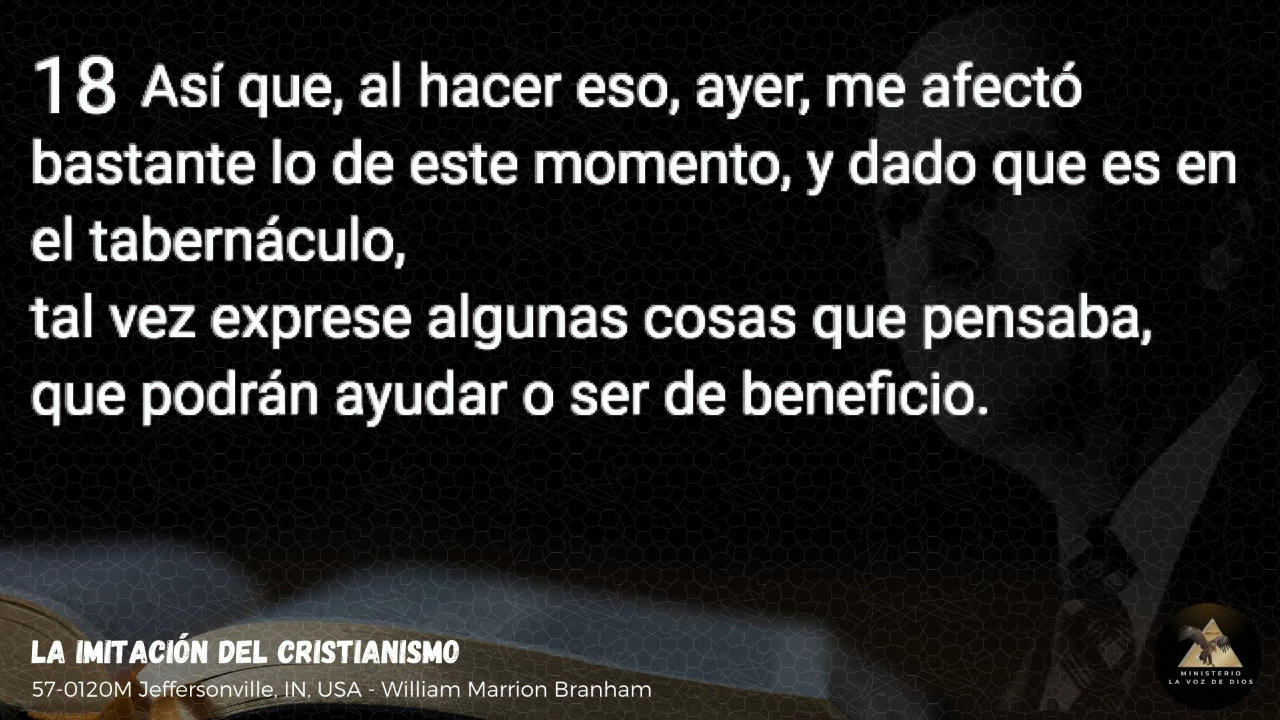 18 Así que, al hacer eso, ayer, me afectó
bastante lo de este momento, y dado que es en
el tabernáculo,
tal vez exprese algunas cosas que pensaba,
que podrán ayudar o ser de beneficio.
LA IMITACIÓN DEL CRISTIANISMO
57-0120M Jeffersonville, IN, USA - William Marrion Branham
MINISTERIO
LA VOZ DE DIOS